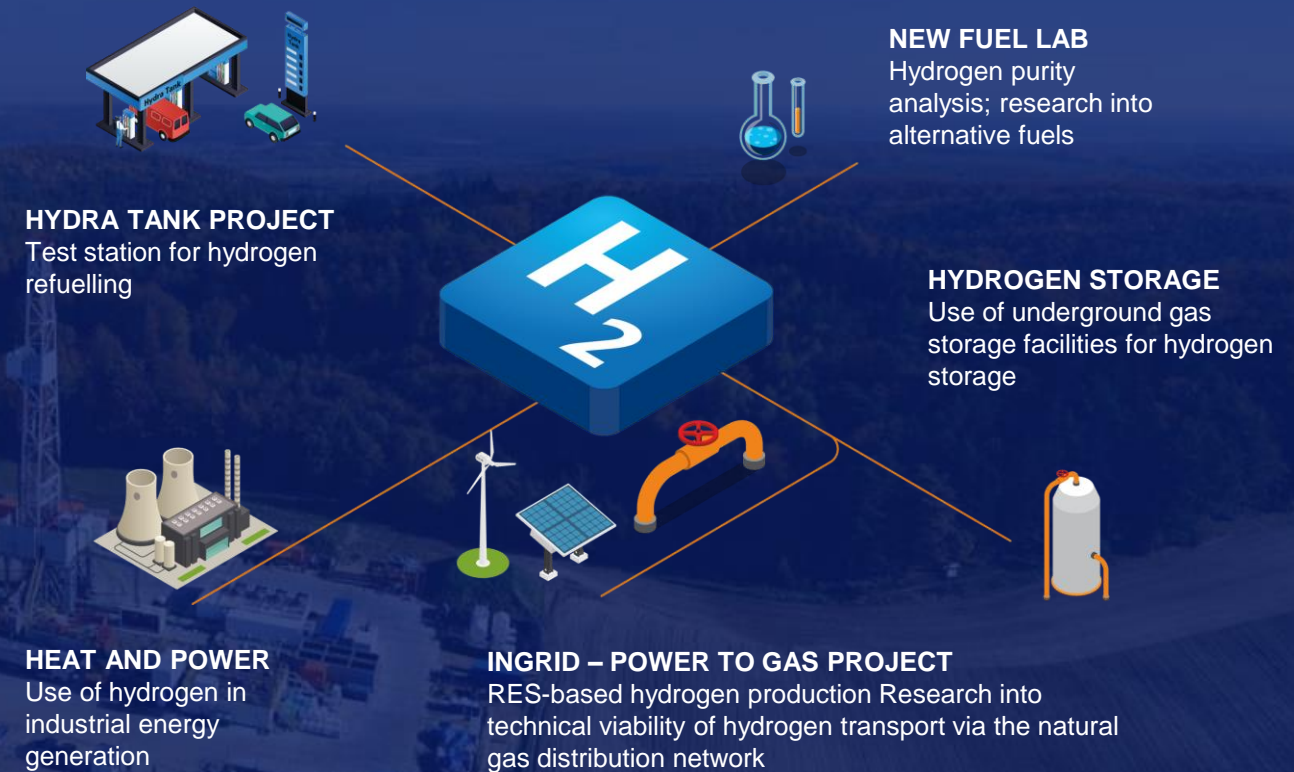 Hydra Tank
NEW FUEL LAB
Hydrogen purity
analysis; research into
alternative fuels
H2
HYDRA TANK PROJECT
Test station for hydrogen
refuelling
HYDROGEN STORAGE
Use of underground gas
storage facilities for hydrogen
storage
HEAT AND POWER
Use of hydrogen in
industrial energy
generation
INGRID – POWER TO GAS PROJECT
RES-based hydrogen production Research into
technical viability of hydrogen transport via the natural
gas distribution network